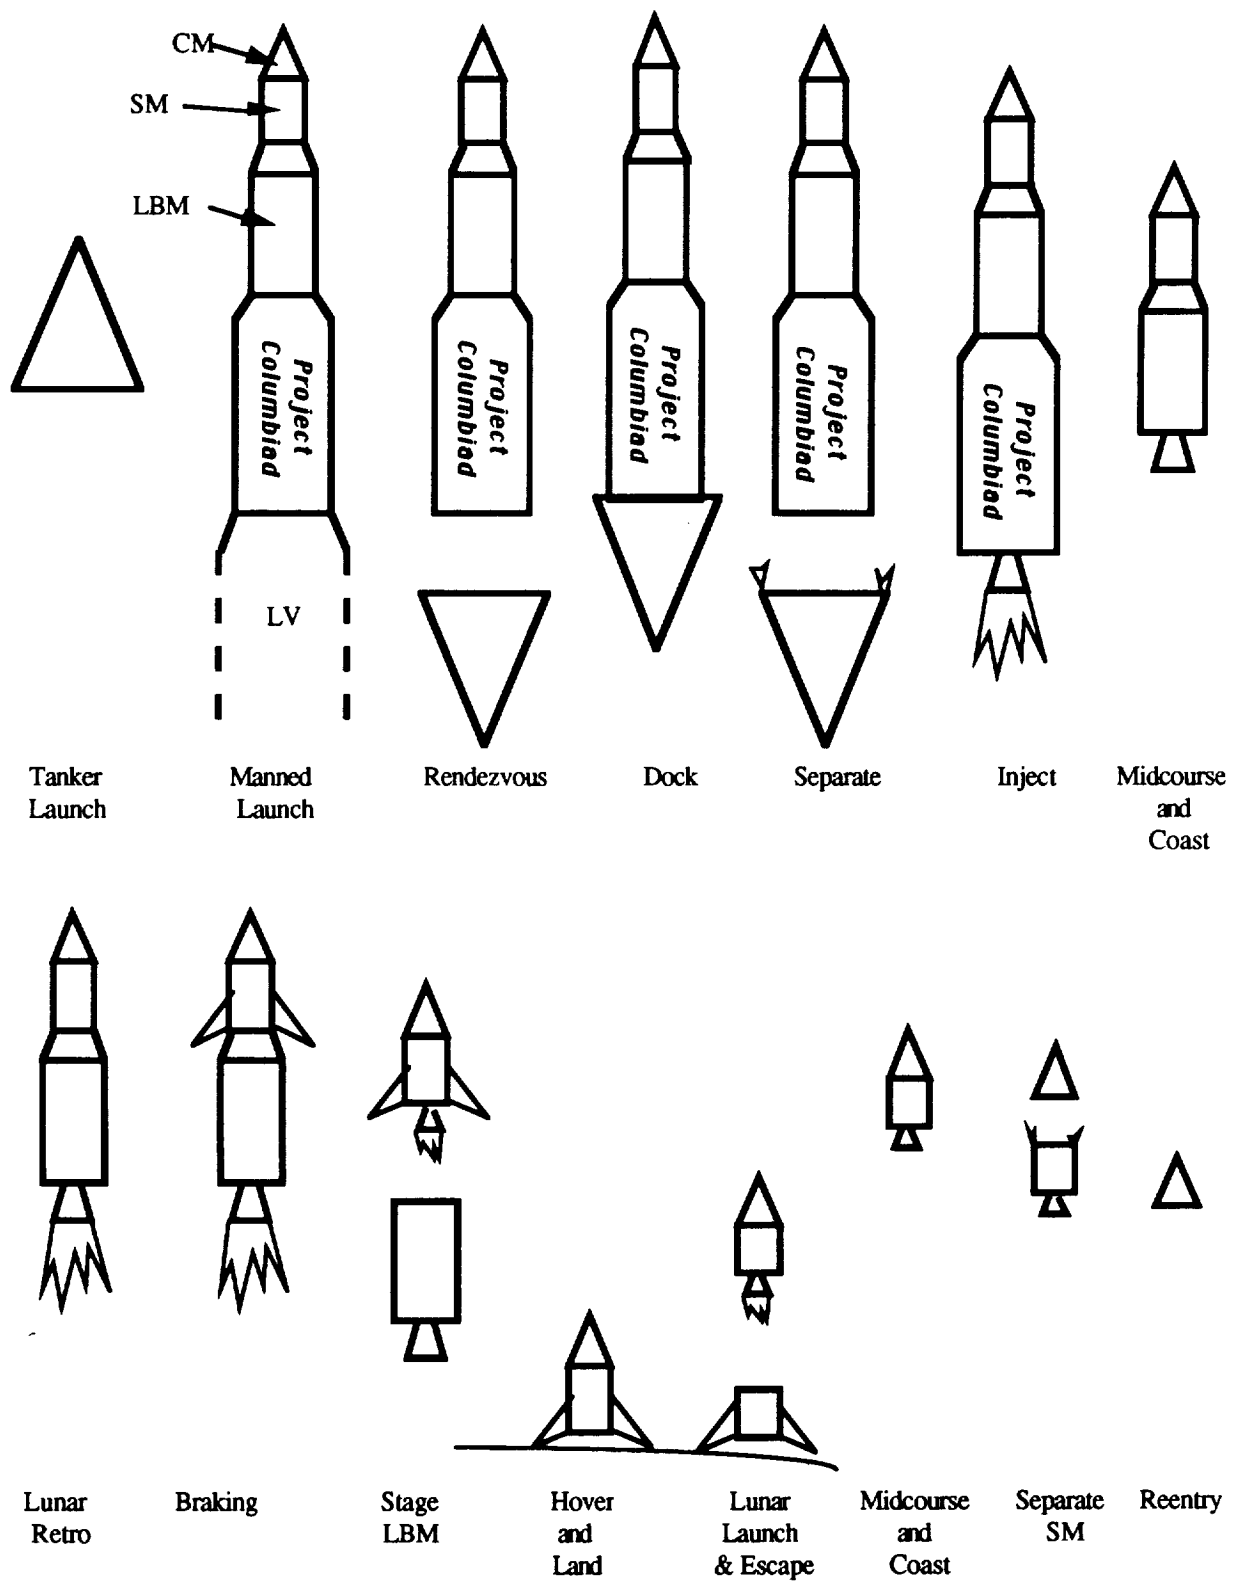 CM
SM
LBM
Project
Columbiad
Project
Columbiad
Project
Columbiad
Project
Columbiad
Project
Columbiad
LV
Tanker
Launch
Manned
Launch
Rendezvous
Dock
Separate
Inject
Midcourse
and
Coast
Lunar
Retro
Braking
Stage
LBM
Hover
and
Land
Lunar
Launch
& Escape
Midcourse
and
Coast
Separate
SM
Reentry